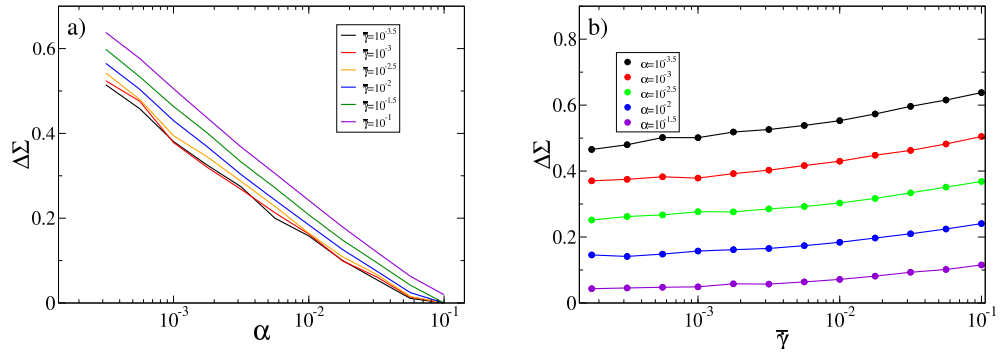 a)
γ̄=10^-3.5
γ̄=10^-3
γ̄=10^-2.5
γ̄=10^-2
γ̄=10^-1.5
γ̄=10^-1
0.6
0.4
0.2
0
ΔΣ
10^-3
10^-2
10^-1
α
b)
α=10^-3.5
α=10^-3
α=10^-2.5
α=10^-2
α=10^-1.5
0.8
0.6
0.4
0.2
0
ΔΣ
10^-3
10^-2
10^-1
γ̄